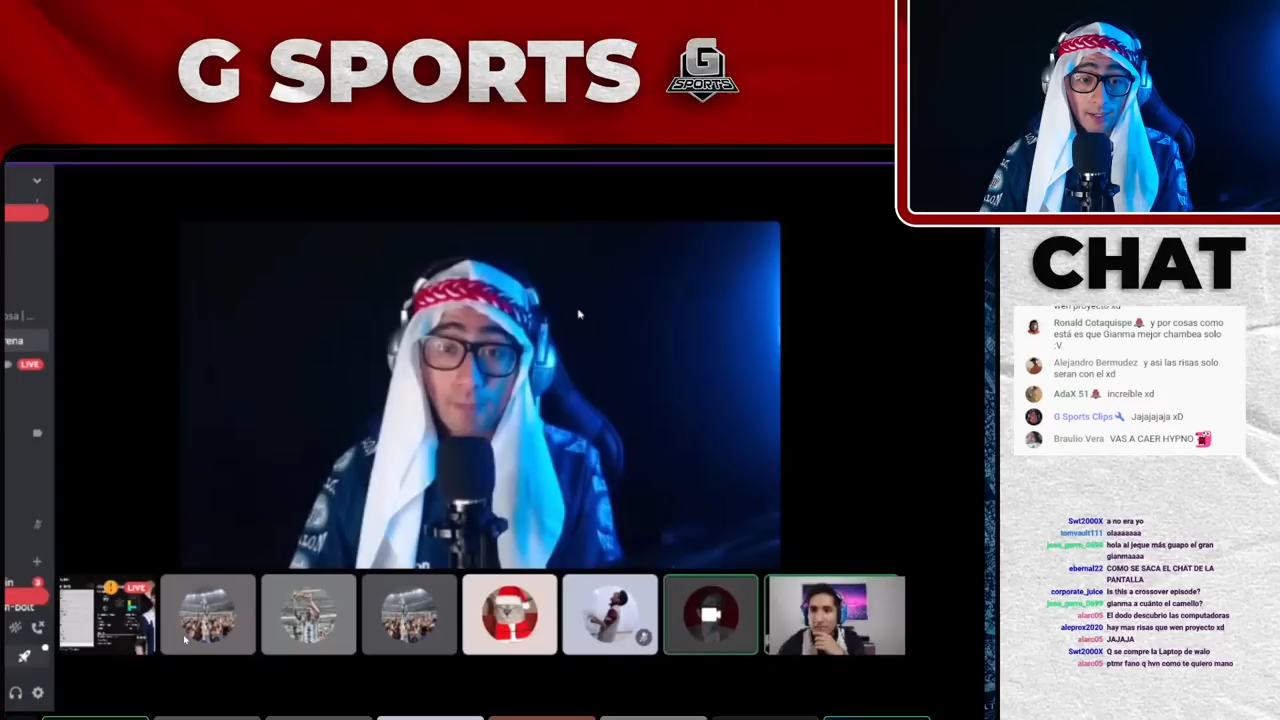 G SPORTS
G
SPORTS
LIVE
LIVE
CHAT
wen proyecto xd
Ronald Cotaquispe y por cosas como
está es que Gianma mejor chambea solo
:V
Alejandro Bermudez y asi las risas solo
seran con el xd
AdaX 51 increíble xd
G Sports Clips Jajajajaja xD
Braulio Vera VAS A CAER HYPNO
Swt2000X a no era yo
tomvault111 olaaaaaaa
hola al jeque más guapo el gran
gianmaaaa
ebernal22 COMO SE SACA EL CHAT DE LA
PANTALLA
corporate_juice Is this a crossover episode?
gianma a cuánto el camello?
alarc05 El dodo descubrio las computadoras
aleprox2020 hay mas risas que wen proyecto xd
alarc05 JAJAJA
Swt2000X Q se compre la Laptop de walo
alarc05 ptmr fano q hvn como te quiero mano